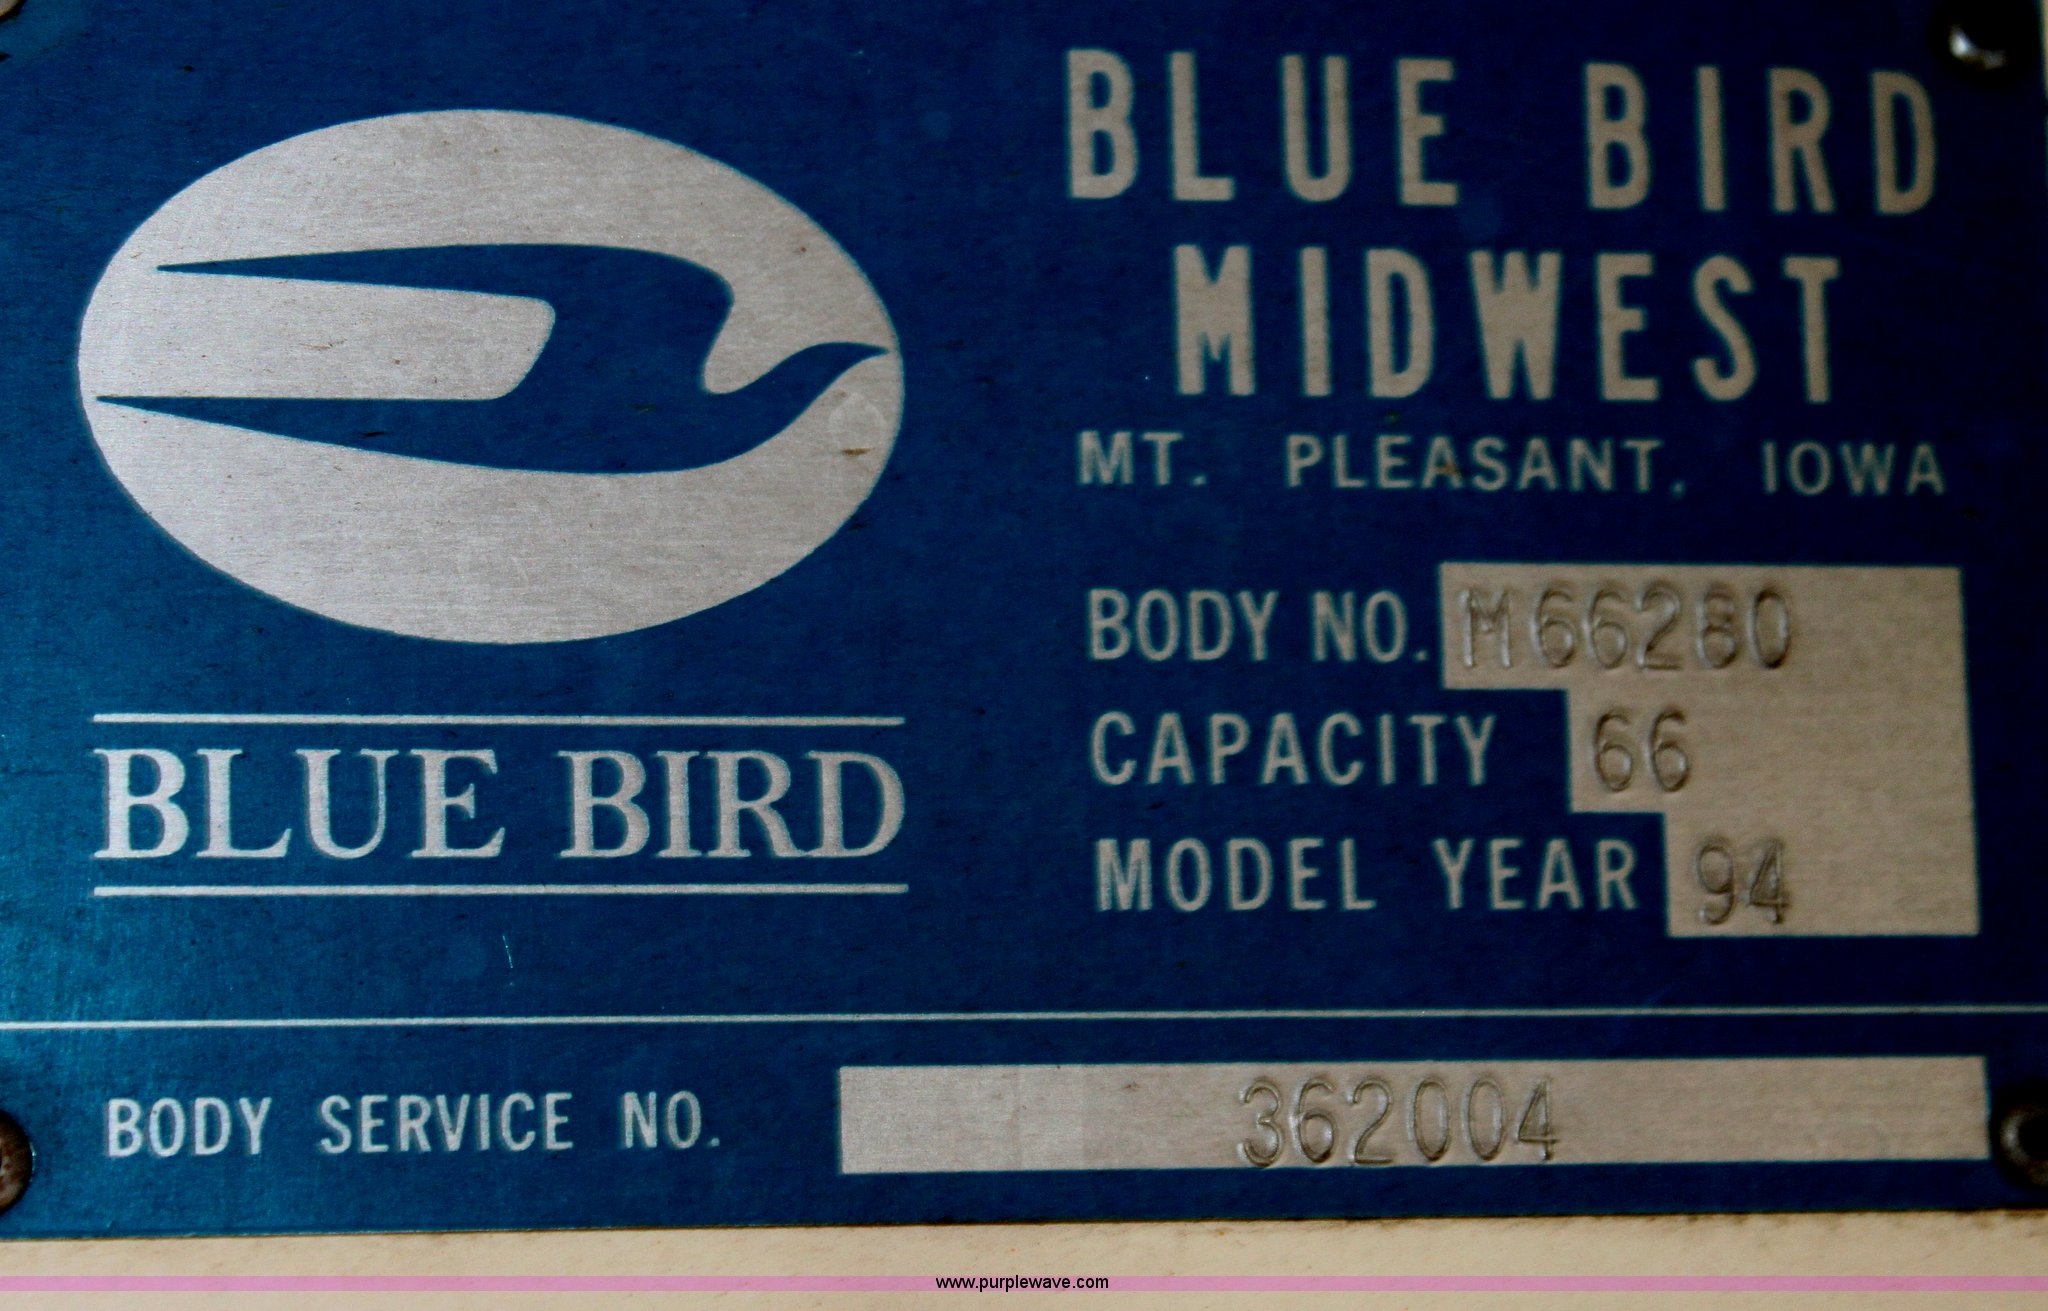 BLUE BIRD
MIDWEST
MT. PLEASANT, IOWA
BODY NO. M66280
CAPACITY 66
MODEL YEAR 94
BLUE BIRD
BODY SERVICE NO. 362004
www.purplewave.com